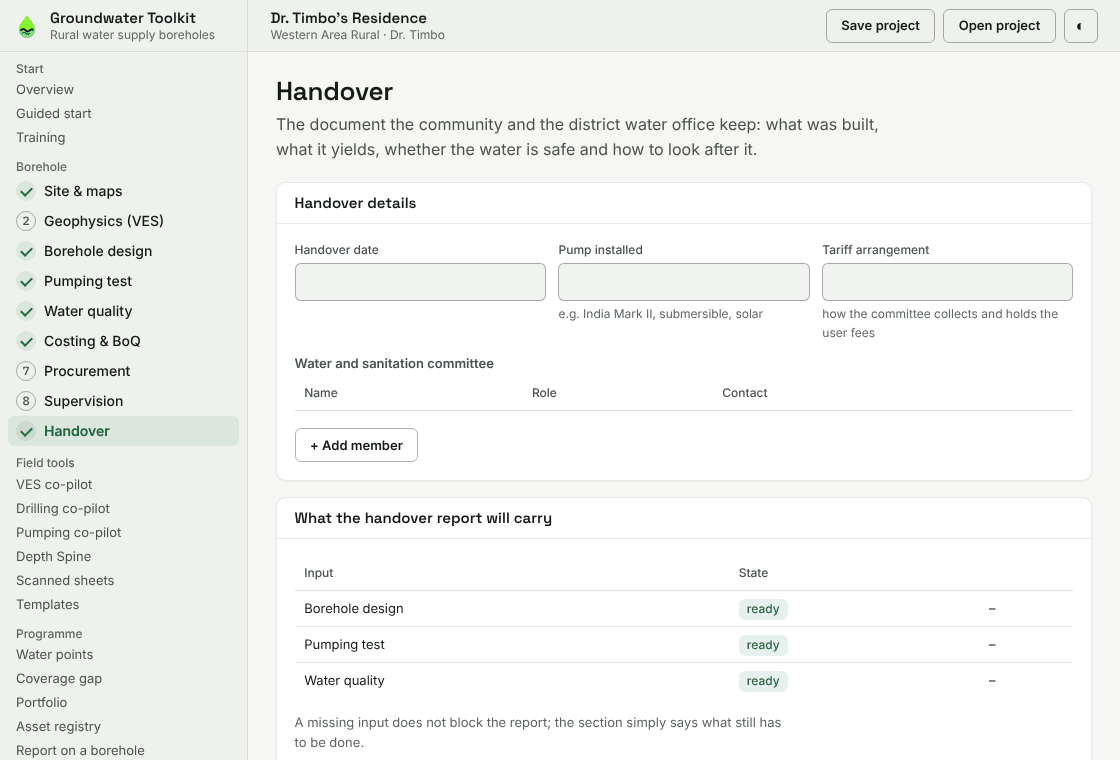 Groundwater Toolkit
Rural water supply boreholes
Dr. Timbo's Residence
Western Area Rural · Dr. Timbo
Save project
Open project
Start
Overview
Guided start
Training
Borehole
Site & maps
2 Geophysics (VES)
Borehole design
Pumping test
Water quality
Costing & BoQ
7 Procurement
8 Supervision
Handover
Field tools
VES co-pilot
Drilling co-pilot
Pumping co-pilot
Depth Spine
Scanned sheets
Templates
Programme
Water points
Coverage gap
Portfolio
Asset registry
Report on a borehole
Handover
The document the community and the district water office keep: what was built,
what it yields, whether the water is safe and how to look after it.
Handover details
Handover date
Pump installed
e.g. India Mark II, submersible, solar
Tariff arrangement
how the committee collects and holds the
user fees
Water and sanitation committee
Name Role Contact
+ Add member
What the handover report will carry
Input State
Borehole design ready –
Pumping test ready –
Water quality ready –
A missing input does not block the report; the section simply says what still has
to be done.